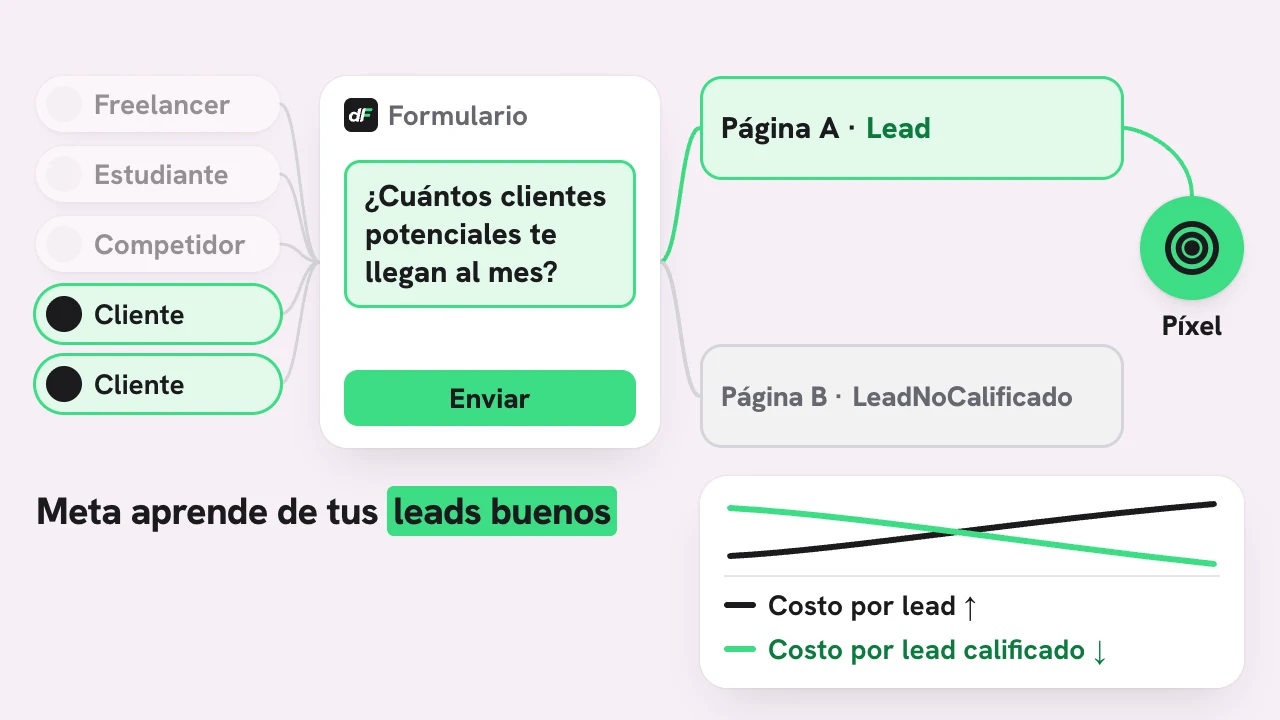 Freelancer
Estudiante
Competidor
Cliente
Cliente
dF Formulario
¿Cuántos clientes
potenciales te
llegan al mes?
Enviar
Página A · Lead
Píxel
Página B · LeadNoCalificado
Meta aprende de tus leads buenos
Costo por lead ↑
Costo por lead calificado ↓